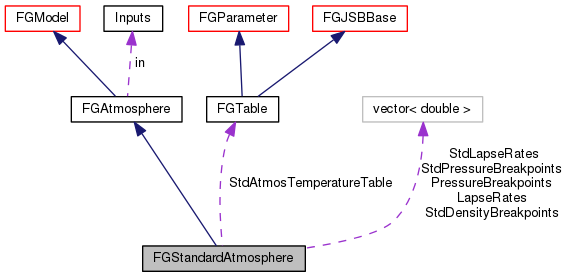 FGModel
Inputs
FGParameter
FGJSBBase
in
FGAtmosphere
FGTable
vector< double >
StdAtmosTemperatureTable
StdLapseRates
StdPressureBreakpoints
PressureBreakpoints
LapseRates
StdDensityBreakpoints
FGStandardAtmosphere